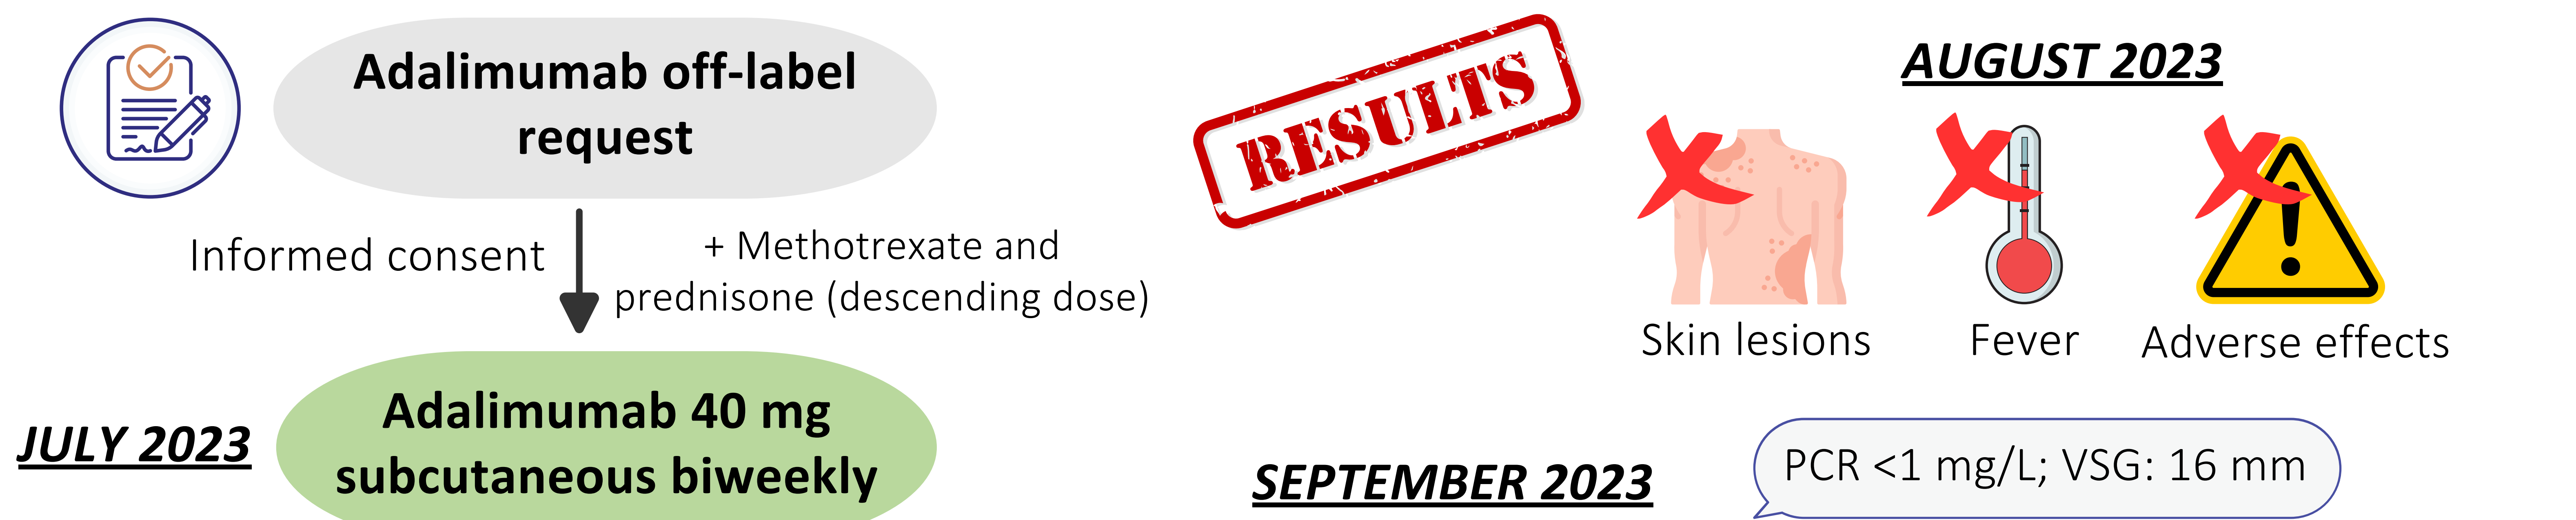 Adalimumab off-label
request
Informed consent
+ Methotrexate and
prednisone (descending dose)
JULY 2023
Adalimumab 40 mg
subcutaneous biweekly
RESULTS
AUGUST 2023
Skin lesions
Fever
Adverse effects
SEPTEMBER 2023
PCR <1 mg/L; VSG: 16 mm